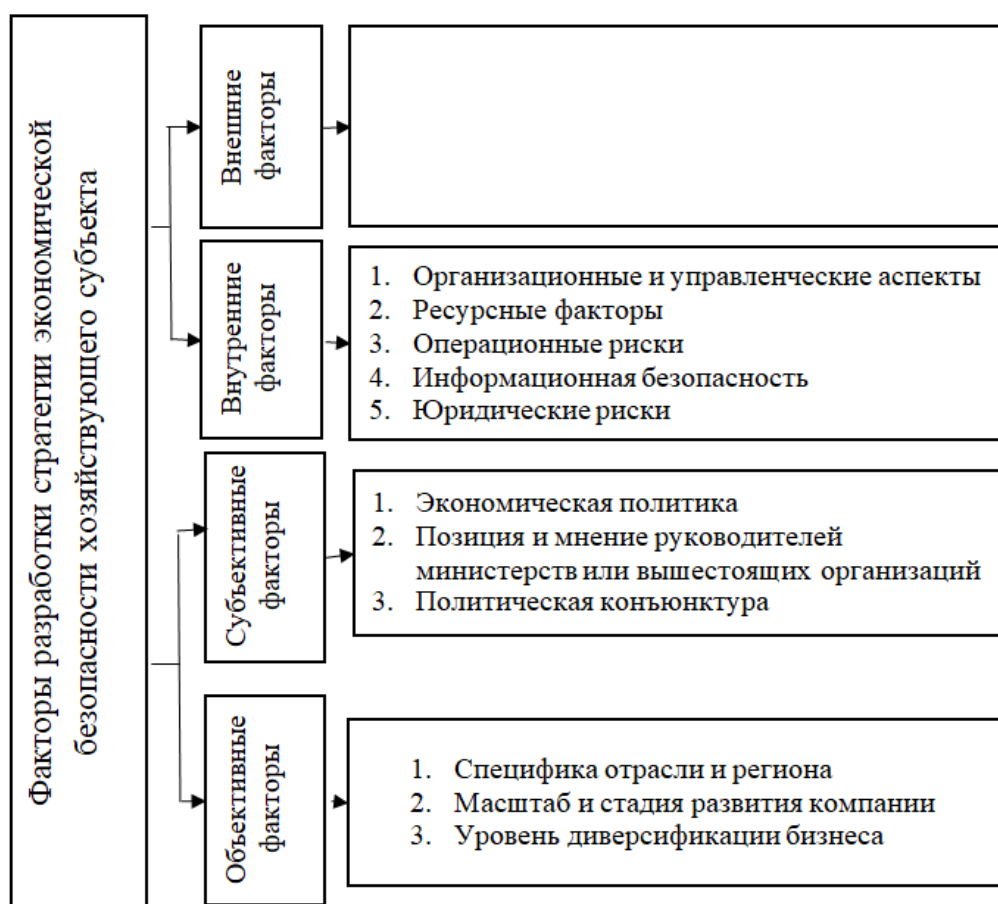 Факторы разработки стратегии экономической
безопасности хозяйствующего субъекта
Внешние
факторы
Внутренние
факторы
1. Организационные и управленческие аспекты
2. Ресурсные факторы
3. Операционные риски
4. Информационная безопасность
5. Юридические риски
Субъективные
факторы
1. Экономическая политика
2. Позиция и мнение руководителей
министерств или вышестоящих организаций
3. Политическая конъюнктура
Объективные
факторы
1. Специфика отрасли и региона
2. Масштаб и стадия развития компании
3. Уровень диверсификации бизнеса